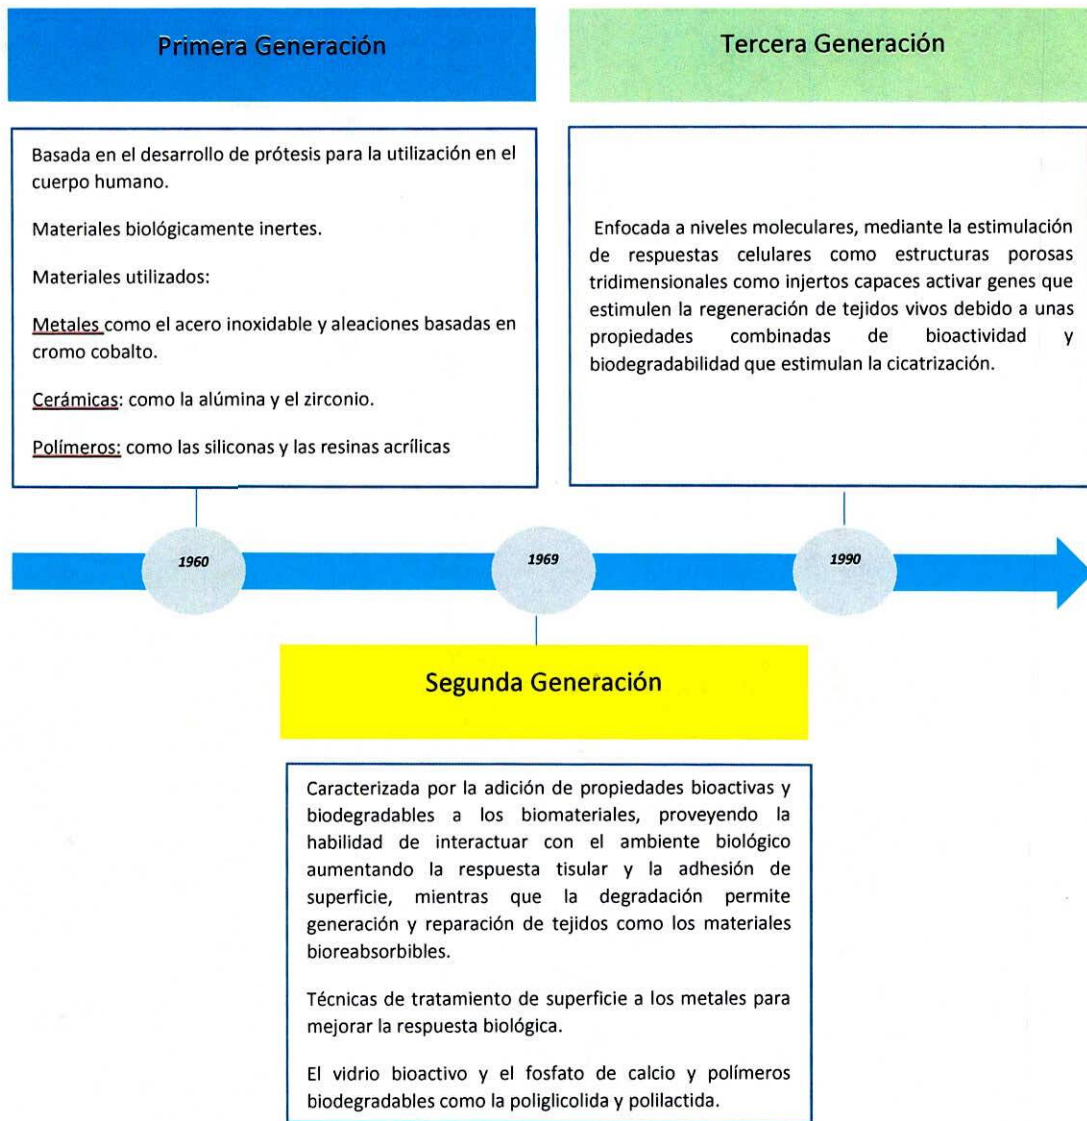 Primera Generación
Basada en el desarrollo de prótesis para la utilización en el
cuerpo humano.
Materiales biológicamente inertes.
Materiales utilizados:
Metales como el acero inoxidable y aleaciones basadas en
cromo cobalto.
Cerámicas: como la alúmina y el zirconio.
Polímeros: como las siliconas y las resinas acrílicas
Tercera Generación
Enfocada a niveles moleculares, mediante la estimulación
de respuestas celulares como estructuras porosas
tridimensionales como injertos capaces activar genes que
estimulen la regeneración de tejidos vivos debido a unas
propiedades combinadas de bioactividad y
biodegradabilidad que estimulan la cicatrización.
1960
1969
1990
Segunda Generación
Caracterizada por la adición de propiedades bioactivas y
biodegradables a los biomateriales, proveyendo la
habilidad de interactuar con el ambiente biológico
aumentando la respuesta tisular y la adhesión de
superficie, mientras que la degradación permite
generación y reparación de tejidos como los materiales
bioreabsorbibles.
Técnicas de tratamiento de superficie a los metales para
mejorar la respuesta biológica.
El vidrio bioactivo y el fosfato de calcio y polímeros
biodegradables como la poliglicolida y polilactida.